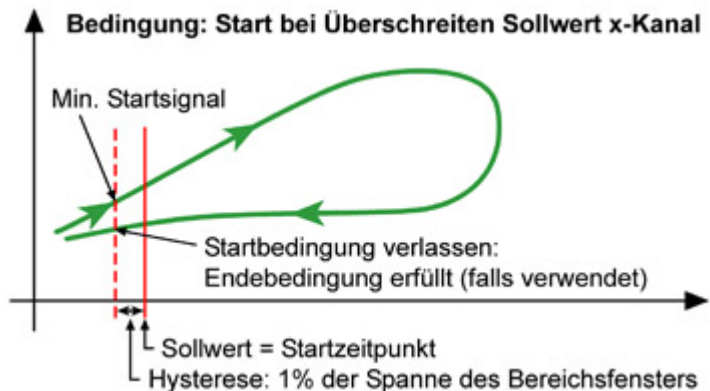 Bedingung: Start bei Überschreiten Sollwert x-Kanal
Min. Startsignal
Startbedingung verlassen:
Endebedingung erfüllt (falls verwendet)
Sollwert = Startzeitpunkt
Hysterese: 1% der Spanne des Bereichsfensters